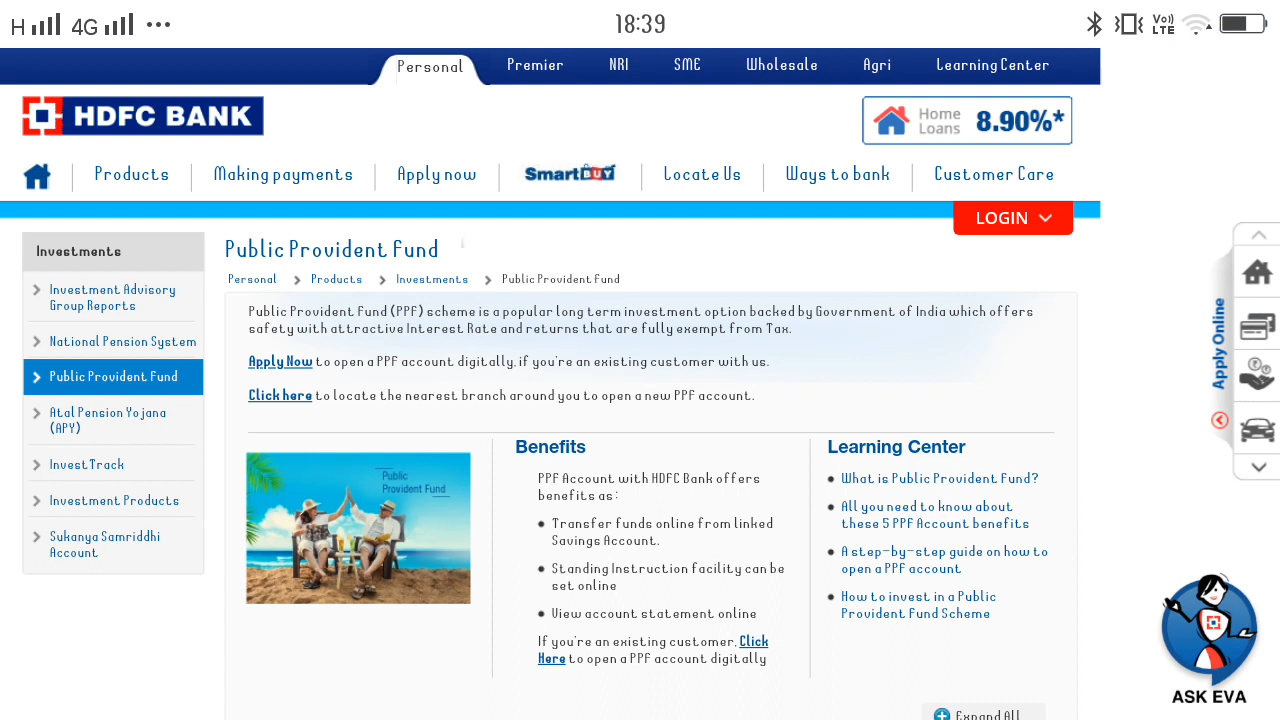 H 4G ••• 18:39 Vo)) LTE
Personal Premier NRI SME Wholesale Agri Learning Center
HDFC BANK
Home Loans 8.90%*
Products Making payments Apply now SmartBUY Locate Us Ways to bank Customer Care
LOGIN
Investments
Investment Advisory
Group Reports
National Pension System
Public Provident Fund
Atal Pension Yojana
(APY)
InvestTrack
Investment Products
Sukanya Samriddhi
Account
Public Provident Fund
Personal > Products > Investments > Public Provident Fund
Public Provident Fund (PPF) scheme is a popular long term investment option backed by Government of India which offers
safety with attractive Interest Rate and returns that are fully exempt from Tax.
Apply Now to open a PPF account digitally, if you're an existing customer with us.
Click here to locate the nearest branch around you to open a new PPF account.
Public
Provident Fund
Benefits
PPF Account with HDFC Bank offers
benefits as:
• Transfer funds online from linked
Savings Account.
• Standing Instruction facility can be
set online
• View account statement online
If you're an existing customer, Click
Here to open a PPF account digitally
Learning Center
• What is Public Provident Fund?
• All you need to know about
these 5 PPF Account benefits
• A step-by-step guide on how to
open a PPF account
• How to invest in a Public
Provident Fund Scheme
Expand All
Apply Online
ASK EVA